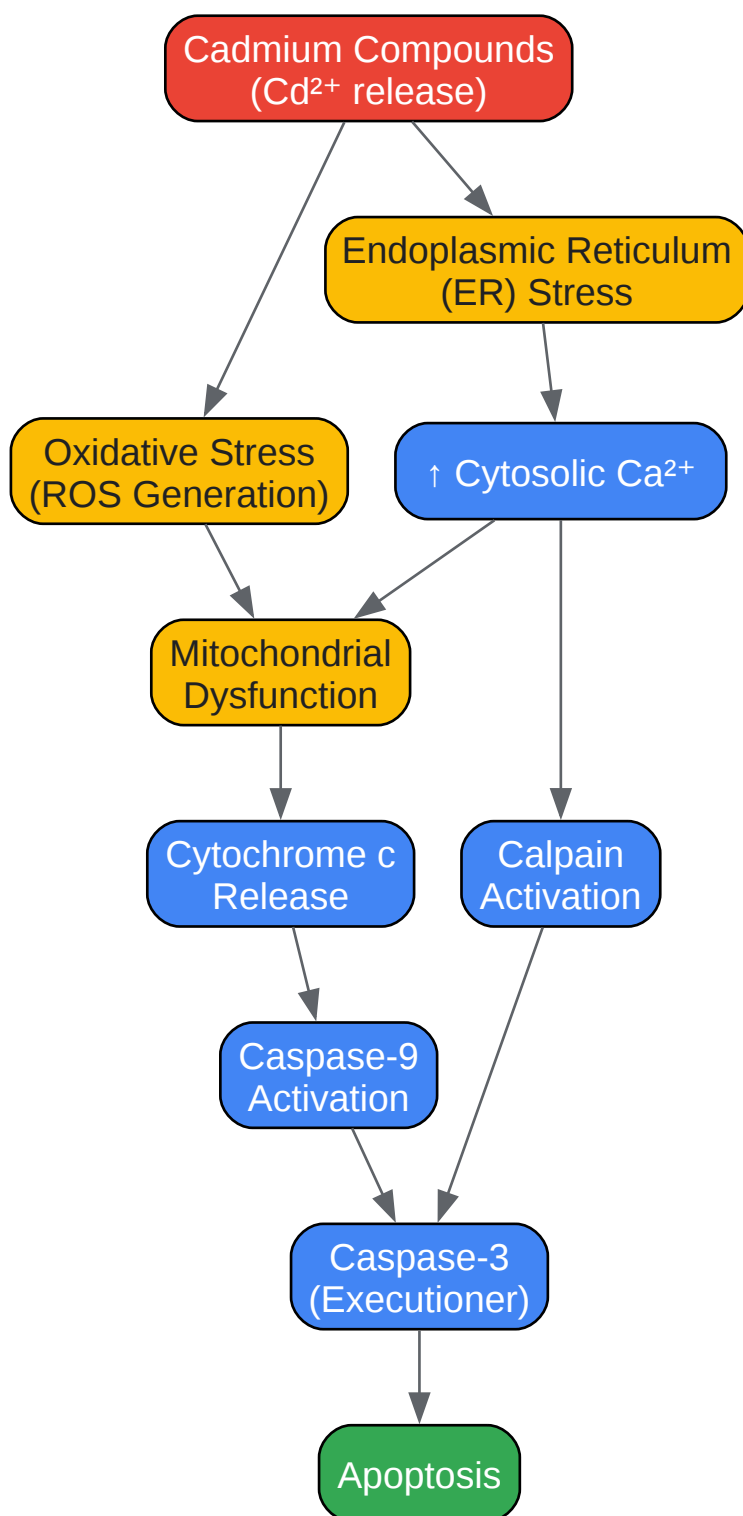 Cadmium Compounds
(Cd²⁺ release)
Endoplasmic Reticulum
(ER) Stress
Oxidative Stress
(ROS Generation)
↑ Cytosolic Ca²⁺
Mitochondrial
Dysfunction
Cytochrome c
Release
Calpain
Activation
Caspase-9
Activation
Caspase-3
(Executioner)
Apoptosis